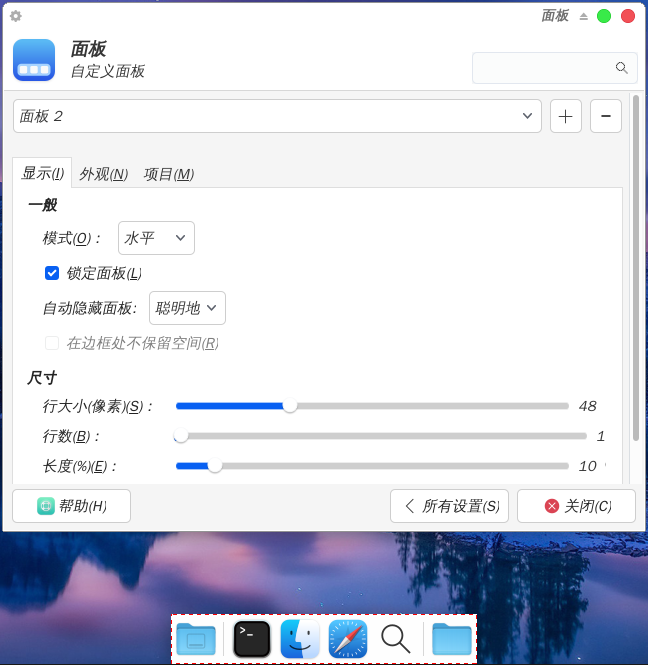 面板
面板
自定义面板
面板 2
显示(I) 外观(N) 项目(M)
一般
模式(O)： 水平
锁定面板(L)
自动隐藏面板: 聪明地
在边框处不保留空间(R)
尺寸
行大小(像素)(S)： 48
行数(B)： 1
长度(%)(E)： 10
帮助(H) 所有设置(S) 关闭(C)
>_